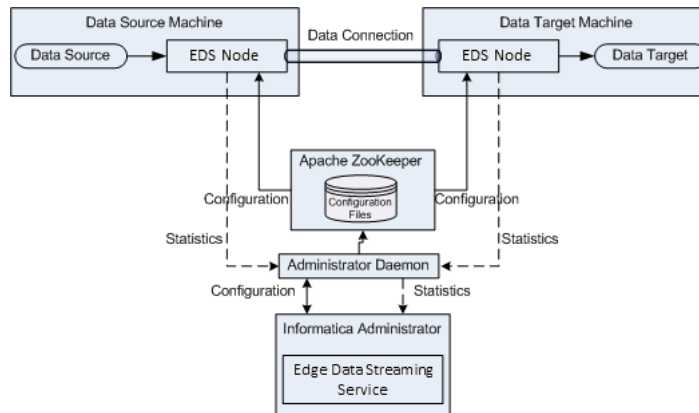 Data Source Machine
Data Target Machine
Data Source
EDS Node
Data Connection
EDS Node
Data Target
Apache ZooKeeper
Configuration
Files
Configuration
Configuration
Statistics
Statistics
Administrator Daemon
Configuration
Statistics
Informatica Administrator
Edge Data Streaming
Service